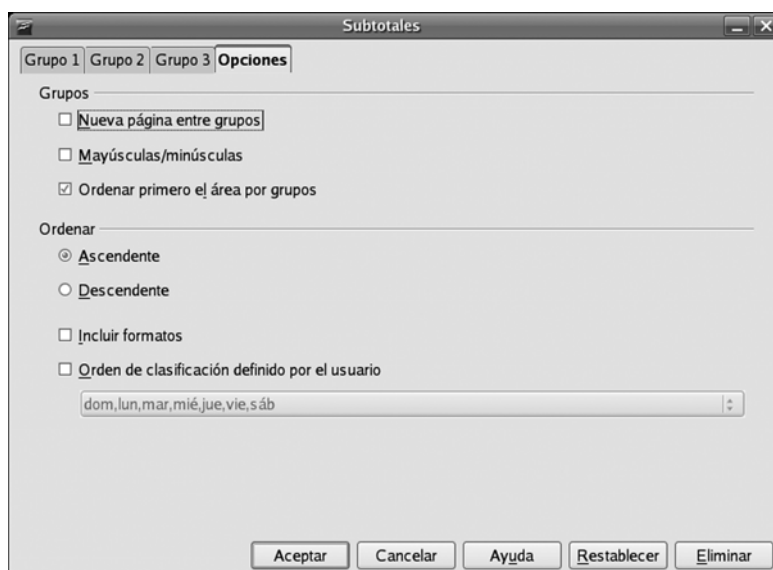 Subtotales
Grupo 1 Grupo 2 Grupo 3 Opciones
Grupos
Nueva página entre grupos
Mayúsculas/minúsculas
Ordenar primero el área por grupos
Ordenar
Ascendente
Descendente
Incluir formatos
Orden de clasificación definido por el usuario
dom,lun,mar,mié,jue,vie,sáb
Aceptar Cancelar Ayuda Restablecer Eliminar